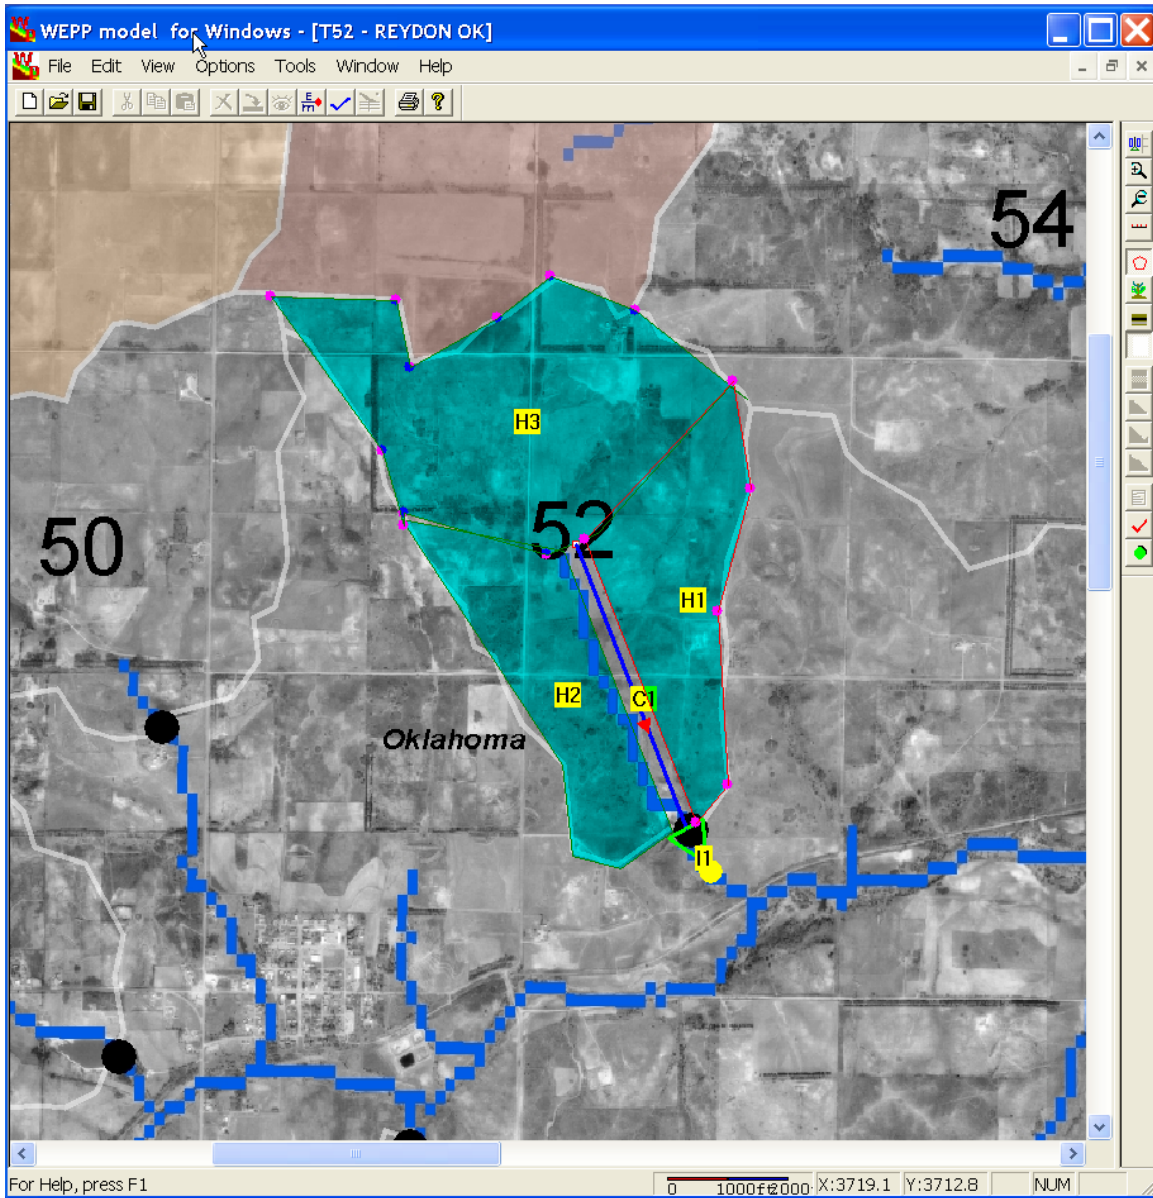 WEPP model for Windows - [T52 - REYDON OK]
File Edit View Options Tools Window Help
54
H3
52
50
H1
H2
C1
Oklahoma
I1
For Help, press F1
0 1000ft 2000 X:3719.1 Y:3712.8 NUM